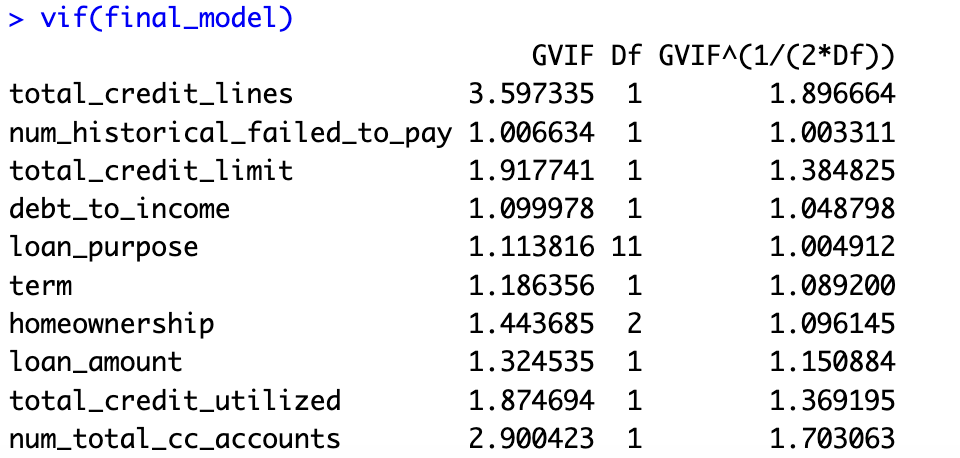 > vif(final_model)
GVIF Df GVIF^(1/(2*Df))
total_credit_lines 3.597335 1 1.896664
num_historical_failed_to_pay 1.006634 1 1.003311
total_credit_limit 1.917741 1 1.384825
debt_to_income 1.099978 1 1.048798
loan_purpose 1.113816 11 1.004912
term 1.186356 1 1.089200
homeownership 1.443685 2 1.096145
loan_amount 1.324535 1 1.150884
total_credit_utilized 1.874694 1 1.369195
num_total_cc_accounts 2.900423 1 1.703063